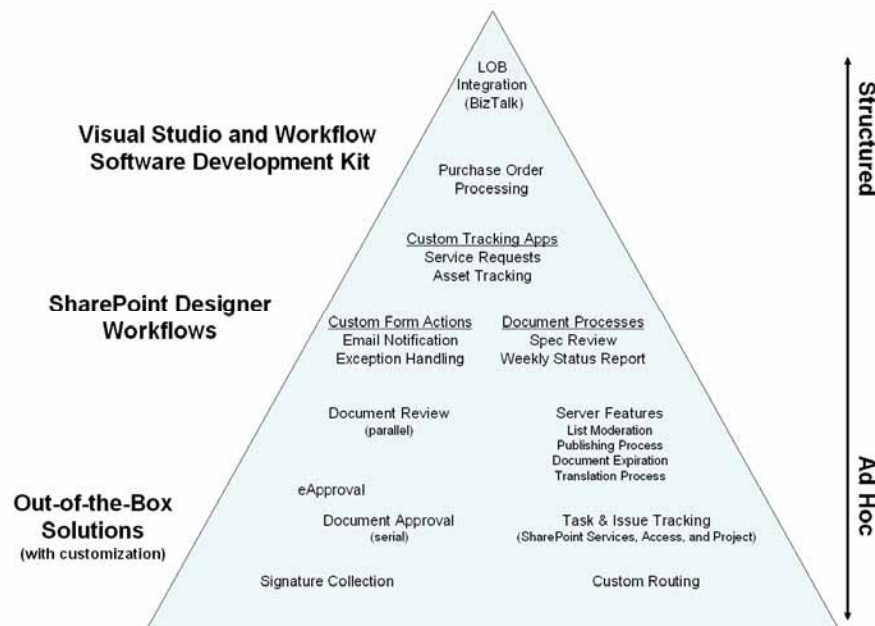 LOB
Integration
(BizTalk)
Structured
Visual Studio and Workflow
Software Development Kit
Purchase Order
Processing
Custom Tracking Apps
Service Requests
Asset Tracking
SharePoint Designer
Workflows
Custom Form Actions
Email Notification
Exception Handling
Document Processes
Spec Review
Weekly Status Report
Document Review
(parallel)
Server Features
List Moderation
Publishing Process
Document Expiration
Translation Process
Ad Hoc
Out-of-the-Box
Solutions
(with customization)
eApproval
Document Approval
(serial)
Task & Issue Tracking
(SharePoint Services, Access, and Project)
Signature Collection
Custom Routing